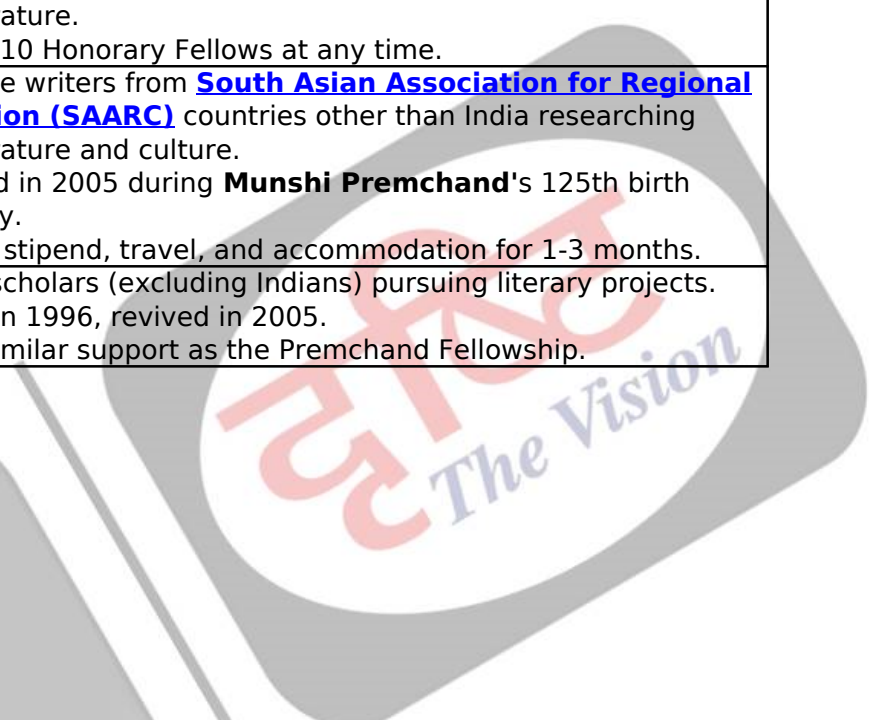 ature.
10 Honorary Fellows at any time.
e writers from South Asian Association for Regional
ion (SAARC) countries other than India researching
rature and culture.
d in 2005 during Munshi Premchand's 125th birth
y.
stipend, travel, and accommodation for 1-3 months.
scholars (excluding Indians) pursuing literary projects.
n 1996, revived in 2005.
milar support as the Premchand Fellowship.
दृष्टि
The Vision